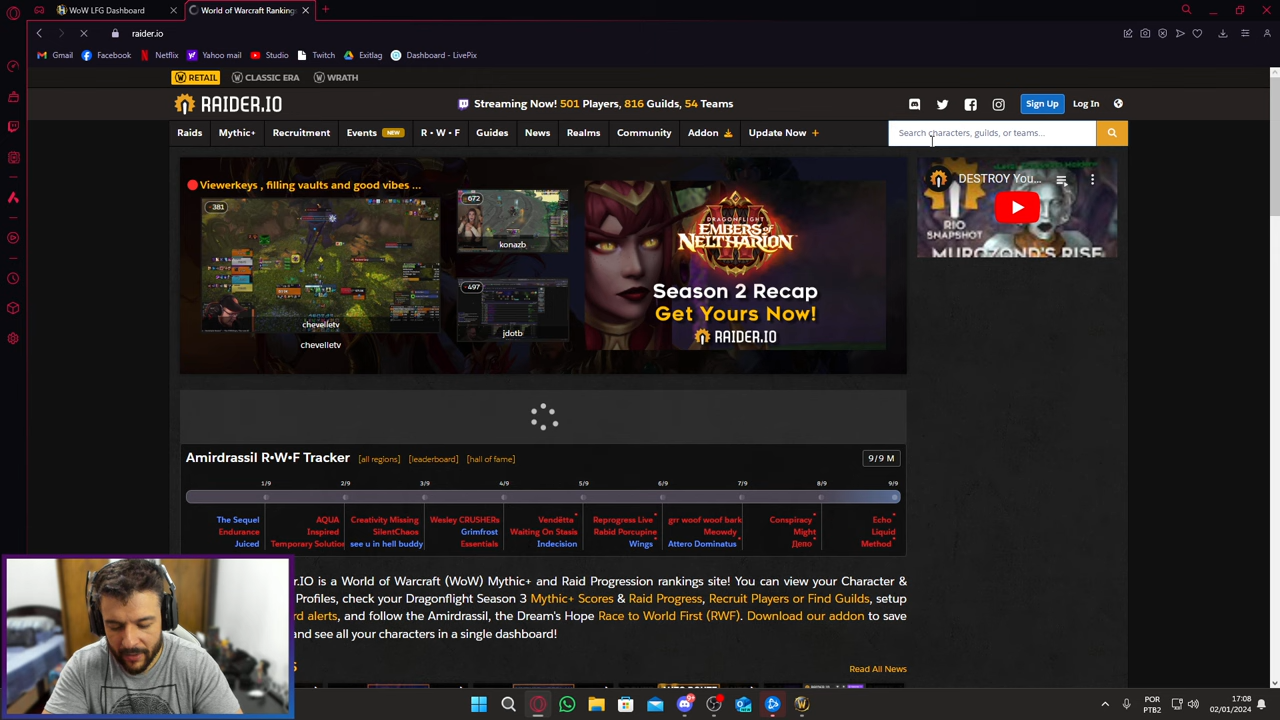 WoW LFG Dashboard
World of Warcraft Rankings
raider.io
Gmail
Facebook
Netflix
Yahoo mail
Studio
Twitch
Exitlag
Dashboard - LivePix
RETAIL
CLASSIC ERA
WRATH
RAIDER.IO
Streaming Now! 501 Players, 816 Guilds, 54 Teams
Sign Up
Log In
Raids
Mythic+
Recruitment
Events NEW
R • W • F
Guides
News
Realms
Community
Addon
Update Now
Search characters, guilds, or teams...
Viewerkeys , filling vaults and good vibes ...
381
672
konazb
497
jdotb
chevelletv
chevelletv
DRAGONFLIGHT
EMBERS OF
NELTHARION
Season 2 Recap
Get Yours Now!
RAIDER.IO
DESTROY You...
RIO
SNAPSHOT
MUROZOND'S RISE
Amirdrassil R•W•F Tracker [all regions] [leaderboard] [hall of fame]
9/9 M
1/9 2/9 3/9 4/9 5/9 6/9 7/9 8/9 9/9
The Sequel AQUA Creativity Missing Wesley CRUSHERs Vendëtta Reprogress Live grr woof woof bark Conspiracy Echo
Endurance Inspired SilentChaos Grimfrost Waiting On Stasis Rabid Porcupine Meowdy Might Liquid
Juiced Temporary Solution see u in hell buddy Essentials Indecision Wings Attero Dominatus Депо Method
er.IO is a World of Warcraft (WoW) Mythic+ and Raid Progression rankings site! You can view your Character &
Profiles, check your Dragonflight Season 3 Mythic+ Scores & Raid Progress, Recruit Players or Find Guilds, setup
rd alerts, and follow the Amirdrassil, the Dream's Hope Race to World First (RWF). Download our addon to save
and see all your characters in a single dashboard!
Read All News
POR
PTB2
17:08
02/01/2024